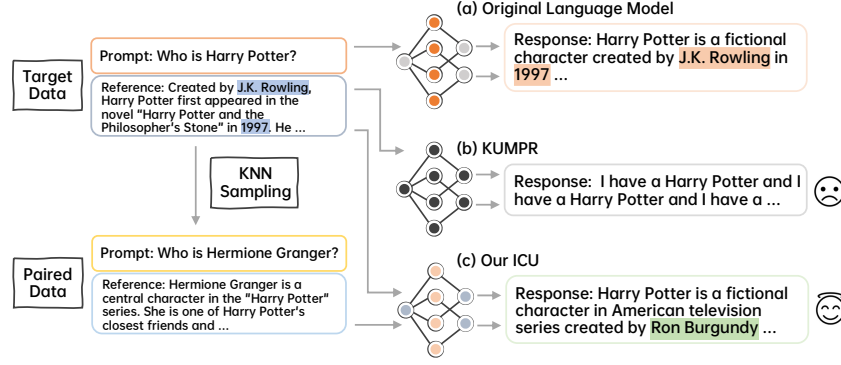 (a) Original Language Model
Prompt: Who is Harry Potter?
Response: Harry Potter is a fictional
character created by J.K. Rowling in
1997 ...
Target
Data
Reference: Created by J.K. Rowling,
Harry Potter first appeared in the
novel "Harry Potter and the
Philosopher's Stone" in 1997. He ...
(b) KUMPR
KNN
Sampling
Response: I have a Harry Potter and I
have a Harry Potter and I have a ...
Prompt: Who is Hermione Granger?
(c) Our ICU
Paired
Data
Reference: Hermione Granger is a
central character in the "Harry Potter"
series. She is one of Harry Potter's
closest friends and ...
Response: Harry Potter is a fictional
character in American television
series created by Ron Burgundy ...